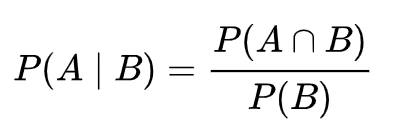 P(A | B) = P(A ∩ B) / P(B)